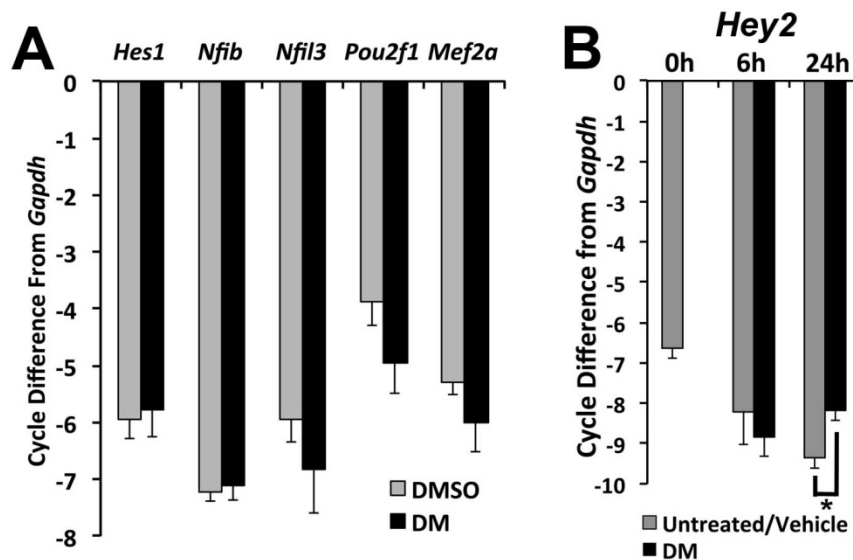 A
Hes1 Nfib Nfil3 Pou2f1 Mef2a
Cycle Difference From Gapdh
0
-1
-2
-3
-4
-5
-6
-7
-8
DMSO
DM
B
Hey2
0h 6h 24h
Cycle Difference from Gapdh
0
-1
-2
-3
-4
-5
-6
-7
-8
-9
-10
*
Untreated/Vehicle
DM